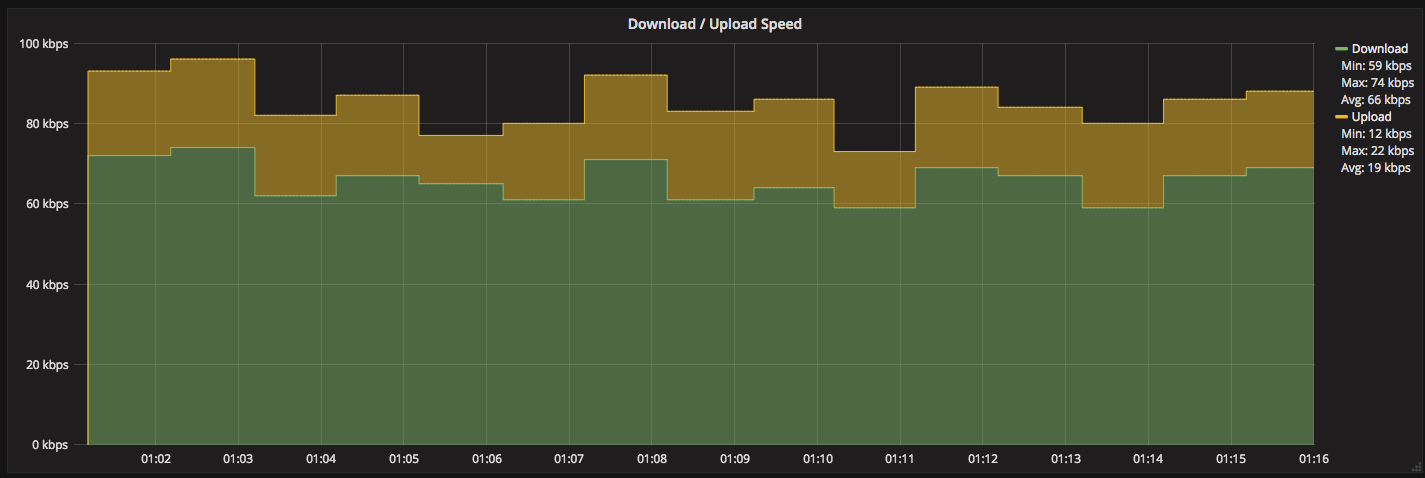 Download / Upload Speed
100 kbps
80 kbps
60 kbps
40 kbps
20 kbps
0 kbps
01:02 01:03 01:04 01:05 01:06 01:07 01:08 01:09 01:10 01:11 01:12 01:13 01:14 01:15 01:16
Download
Min: 59 kbps
Max: 74 kbps
Avg: 66 kbps
Upload
Min: 12 kbps
Max: 22 kbps
Avg: 19 kbps